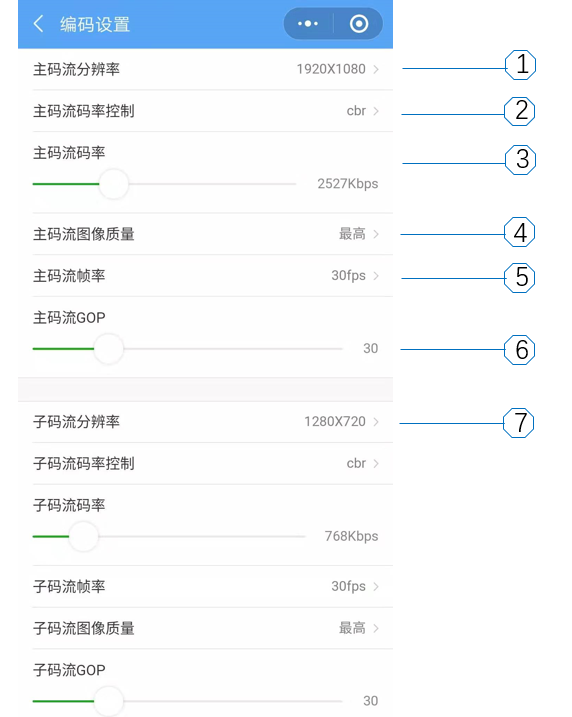 编码设置
主码流分辨率 1920X1080 1
主码流码率控制 cbr 2
主码流码率 3
2527Kbps
主码流图像质量 最高 4
主码流帧率 30fps 5
主码流GOP
30 6
子码流分辨率 1280X720 7
子码流码率控制 cbr
子码流码率
768Kbps
子码流帧率 30fps
子码流图像质量 最高
子码流GOP
30